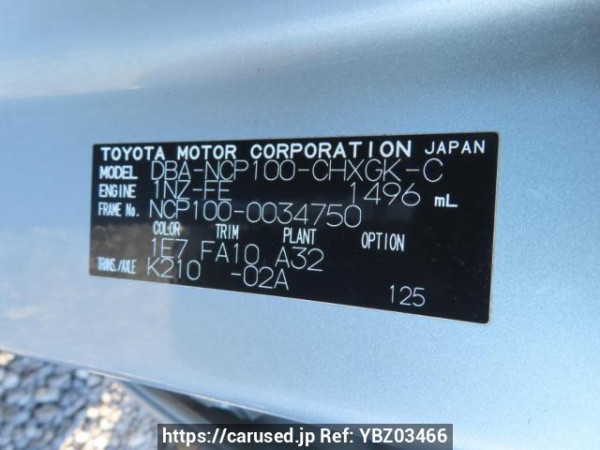 TOYOTA MOTOR CORPORATION JAPAN
MODEL DBA-NCP100-CHXGK-C
ENGINE 1NZ-FE 1496 mL
FRAME No. NCP100-0034750
COLOR TRIM PLANT OPTION
1E7 FA10 A32
TRANS./AXLE K210 -02A
125
https://carused.jp Ref: YBZ03466